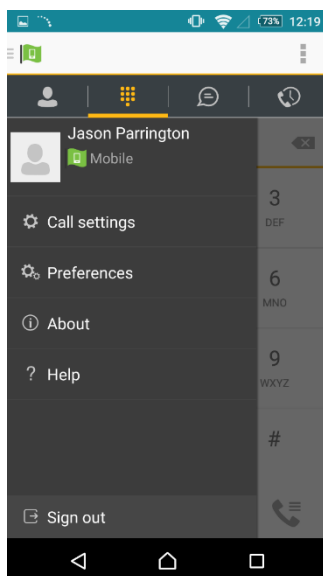 73% 12:19
Jason Parrington
Mobile
3
DEF
Call settings
6
MNO
Preferences
About
9
WXYZ
? Help
#
Sign out